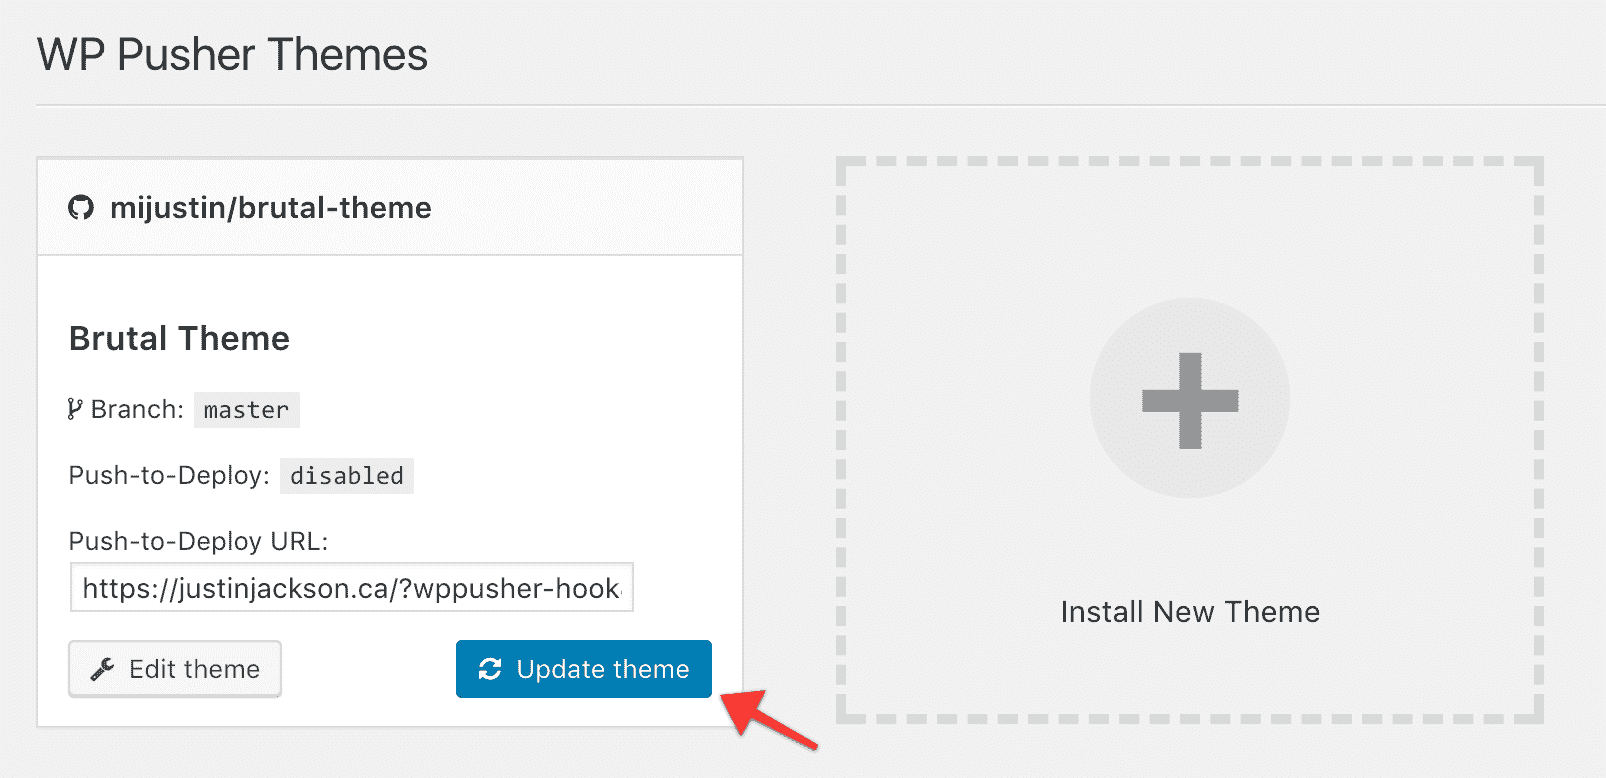 WP Pusher Themes
mijustin/brutal-theme
Brutal Theme
Branch: master
Push-to-Deploy: disabled
Push-to-Deploy URL:
https://justinjackson.ca/?wppusher-hook
Edit theme
Update theme
Install New Theme